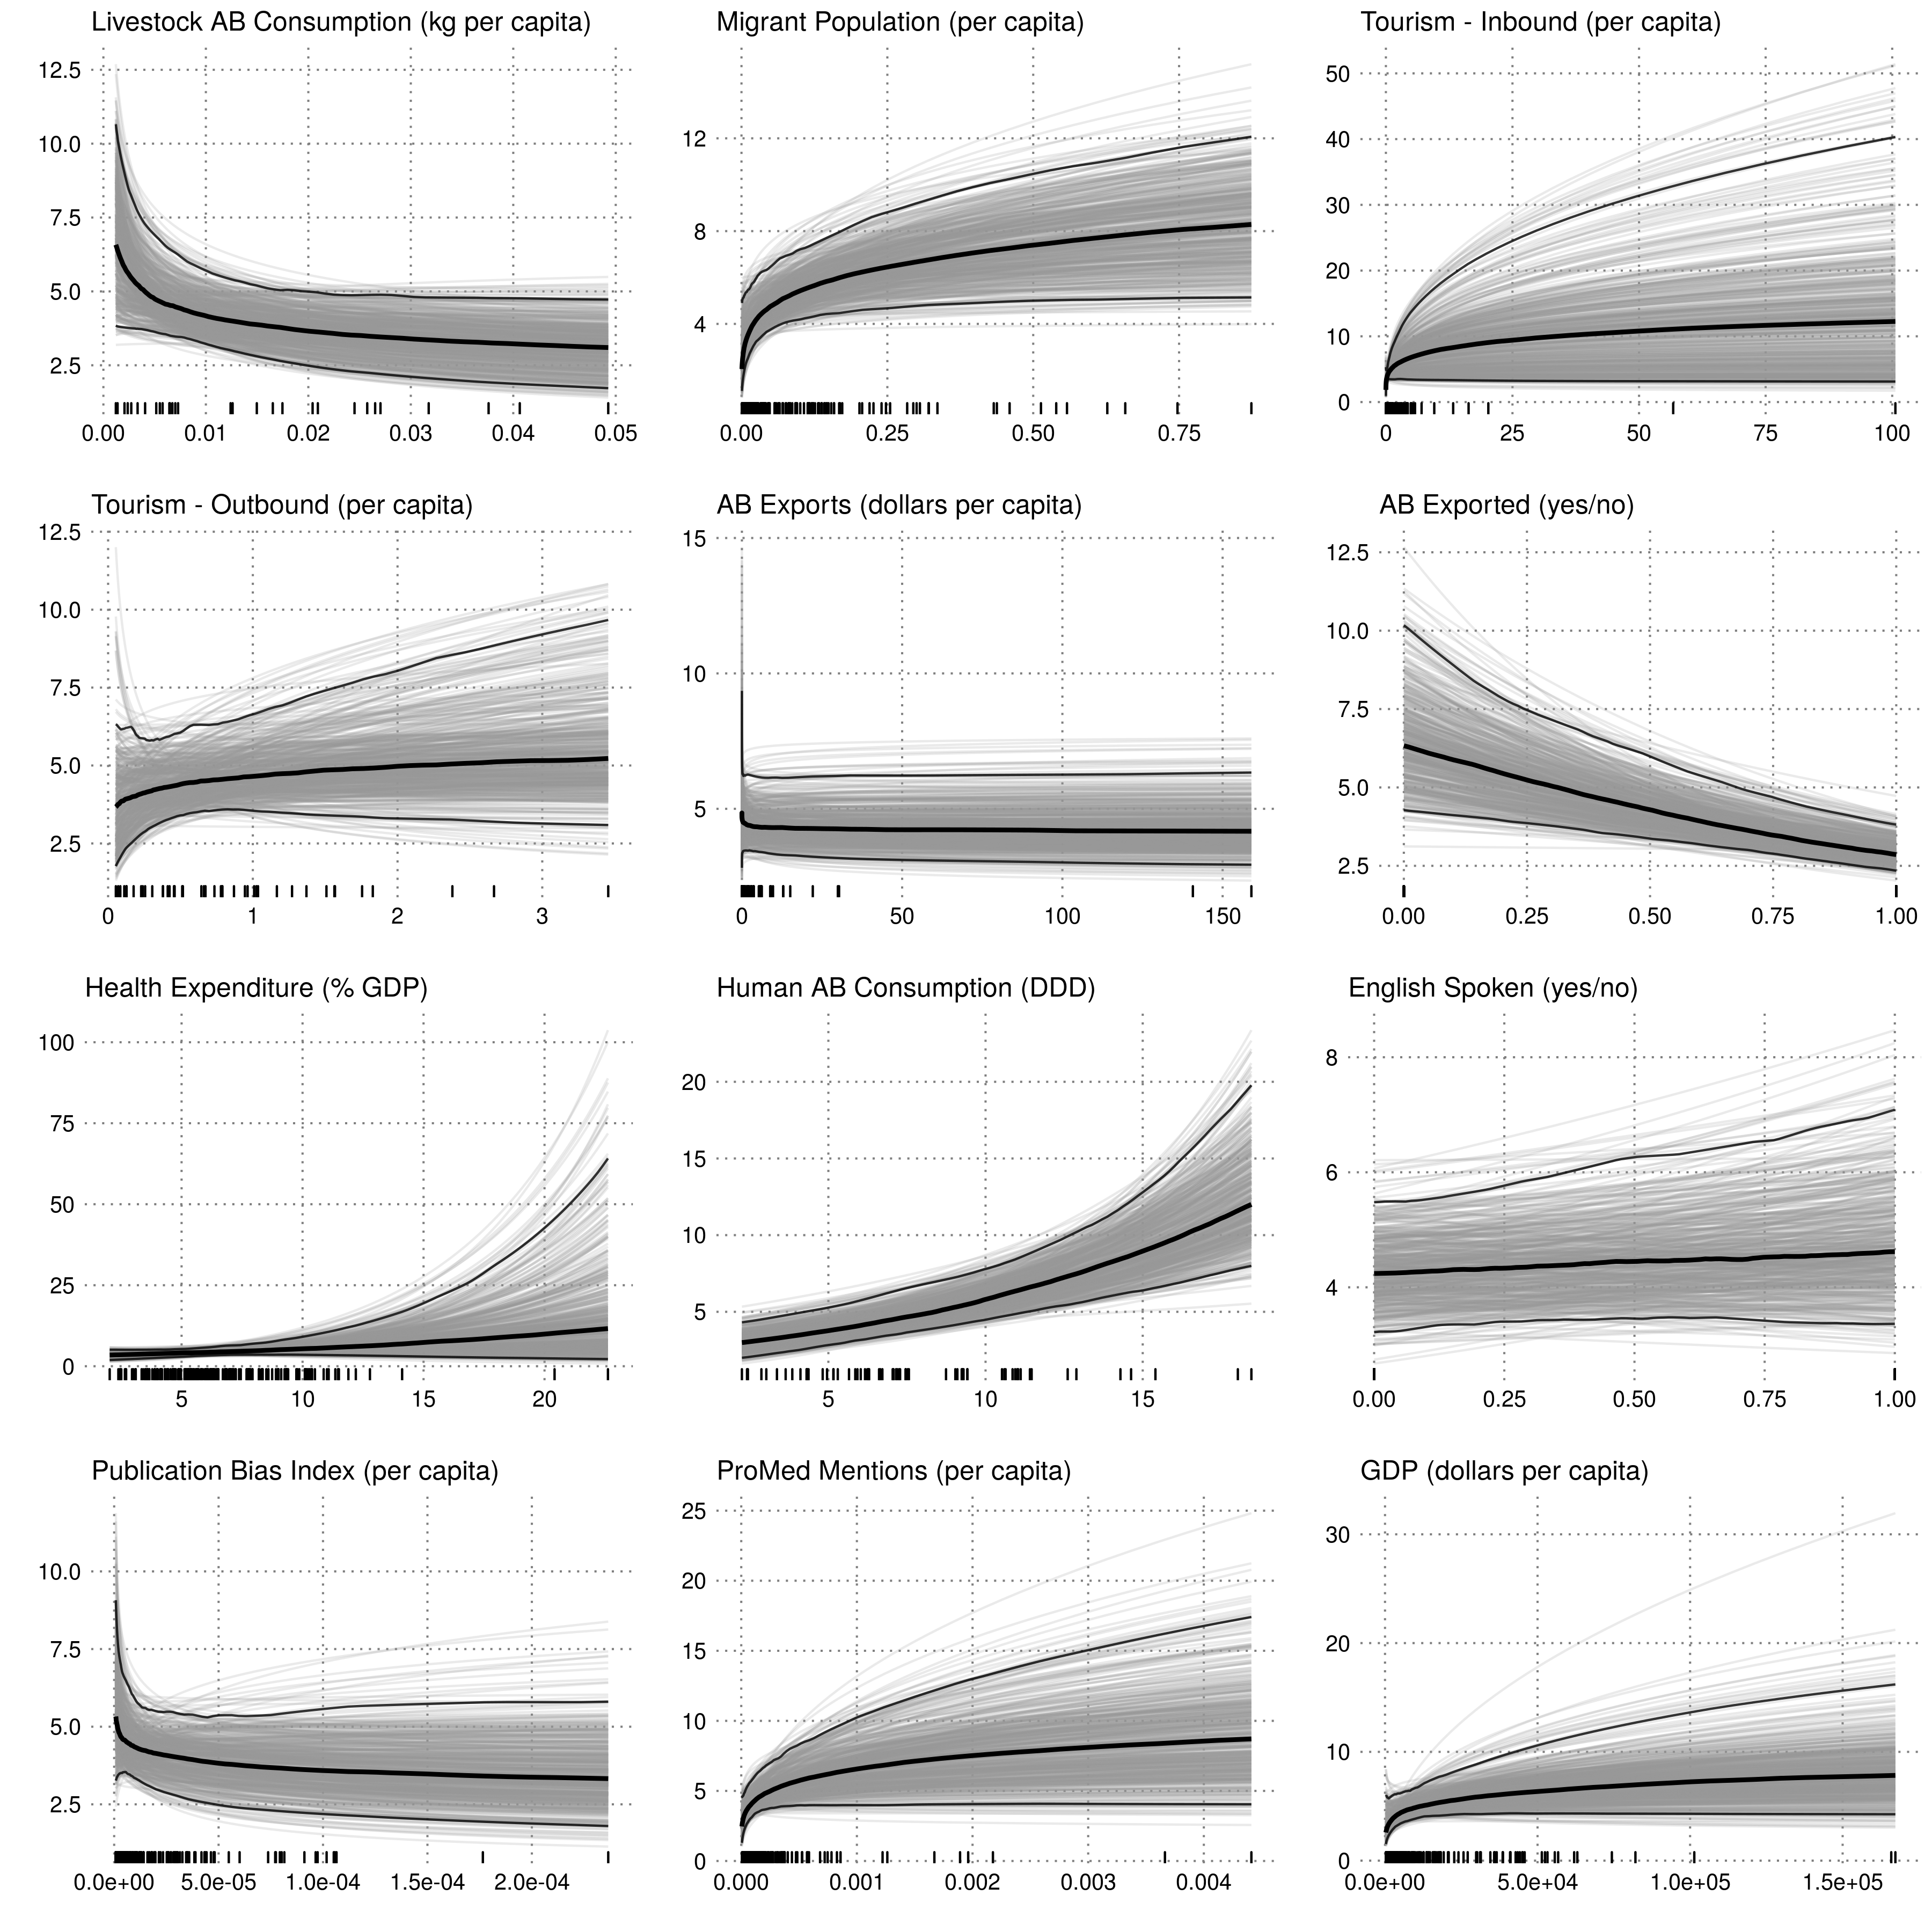 Livestock AB Consumption (kg per capita)
12.5
10.0
7.5
5.0
2.5
0.00 0.01 0.02 0.03 0.04 0.05
Migrant Population (per capita)
12
8
4
0.00 0.25 0.50 0.75
Tourism - Inbound (per capita)
50
40
30
20
10
0
0 25 50 75 100
Tourism - Outbound (per capita)
12.5
10.0
7.5
5.0
2.5
0 1 2 3
AB Exports (dollars per capita)
15
10
5
0 50 100 150
AB Exported (yes/no)
12.5
10.0
7.5
5.0
2.5
0.00 0.25 0.50 0.75 1.00
Health Expenditure (% GDP)
100
75
50
25
0
5 10 15 20
Human AB Consumption (DDD)
20
15
10
5
5 10 15
English Spoken (yes/no)
8
6
4
0.00 0.25 0.50 0.75 1.00
Publication Bias Index (per capita)
10.0
7.5
5.0
2.5
0.0e+00 5.0e-05 1.0e-04 1.5e-04 2.0e-04
ProMed Mentions (per capita)
25
20
15
10
5
0
0.000 0.001 0.002 0.003 0.004
GDP (dollars per capita)
30
20
10
0
0.0e+00 5.0e+04 1.0e+05 1.5e+05